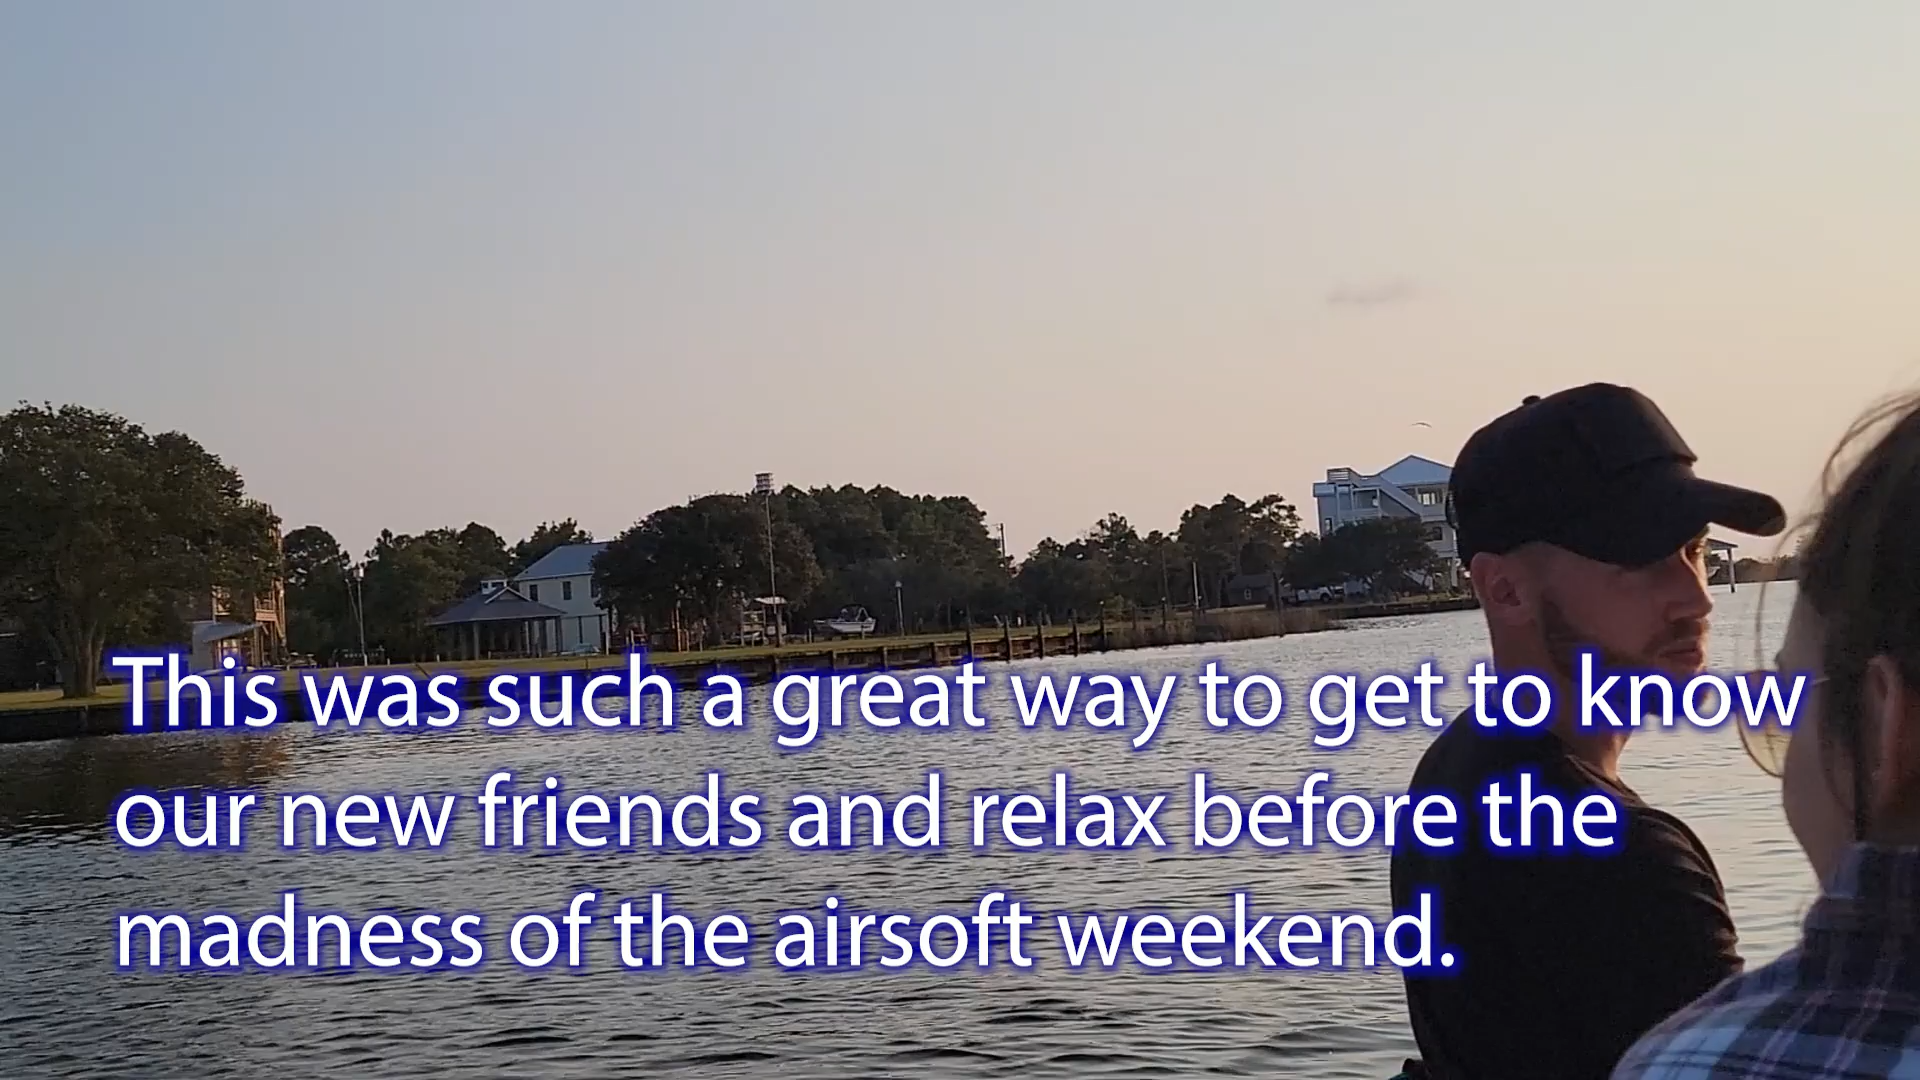 This was such a great way to get to know
our new friends and relax before the
madness of the airsoft weekend.